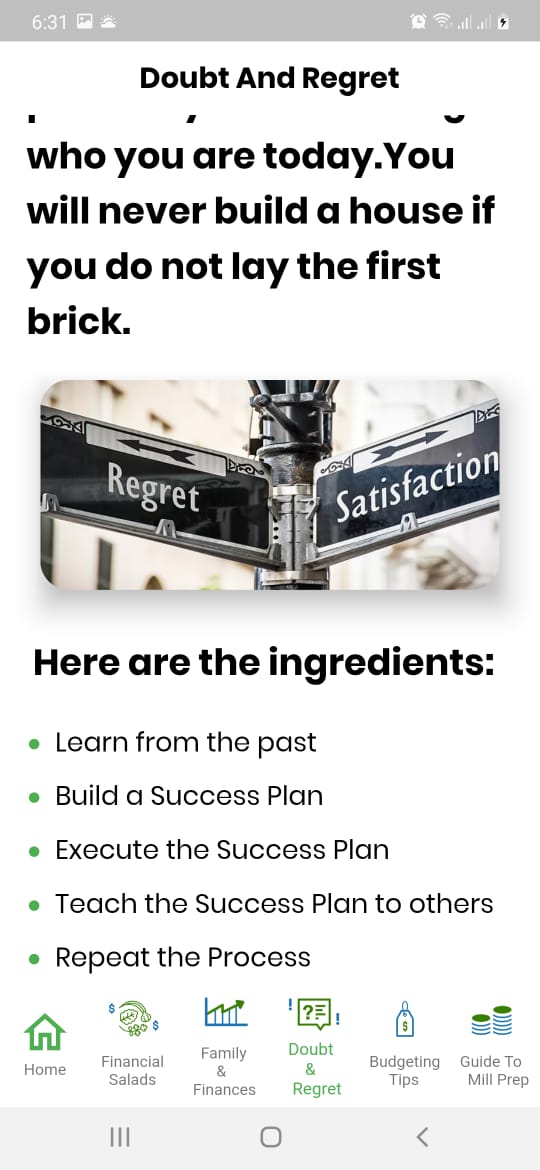 6:31
Doubt And Regret
who you are today.You
will never build a house if
you do not lay the first
brick.
Regret
Satisfaction
Here are the ingredients:
Learn from the past
Build a Success Plan
Execute the Success Plan
Teach the Success Plan to others
Repeat the Process
Home
Financial
Salads
Family
&
Finances
Doubt
&
Regret
Budgeting
Tips
Guide To
Mill Prep